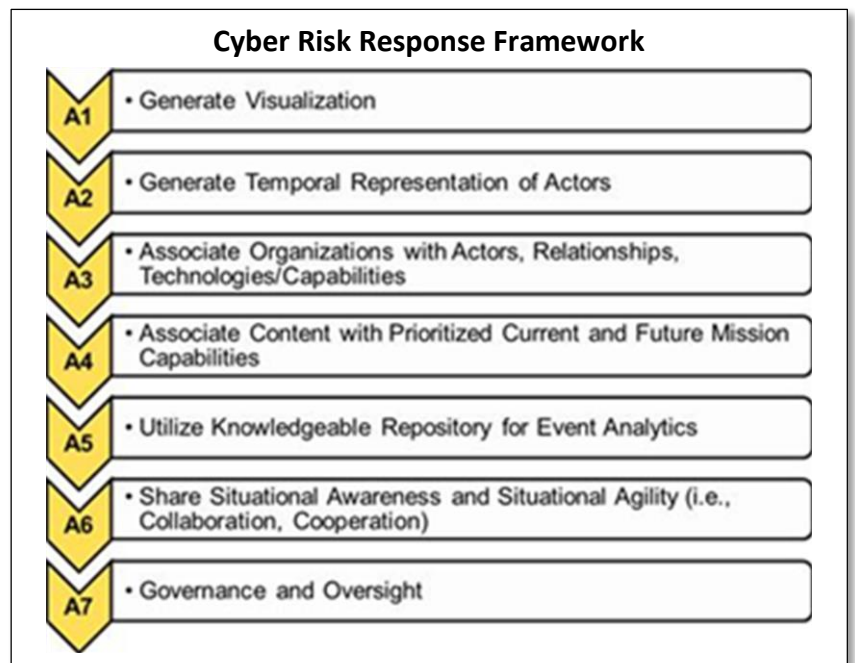 Cyber Risk Response Framework
A1
• Generate Visualization
A2
• Generate Temporal Representation of Actors
A3
• Associate Organizations with Actors, Relationships,
Technologies/Capabilities
A4
• Associate Content with Prioritized Current and Future Mission
Capabilities
A5
• Utilize Knowledgeable Repository for Event Analytics
A6
• Share Situational Awareness and Situational Agility (i.e.,
Collaboration, Cooperation)
A7
• Governance and Oversight